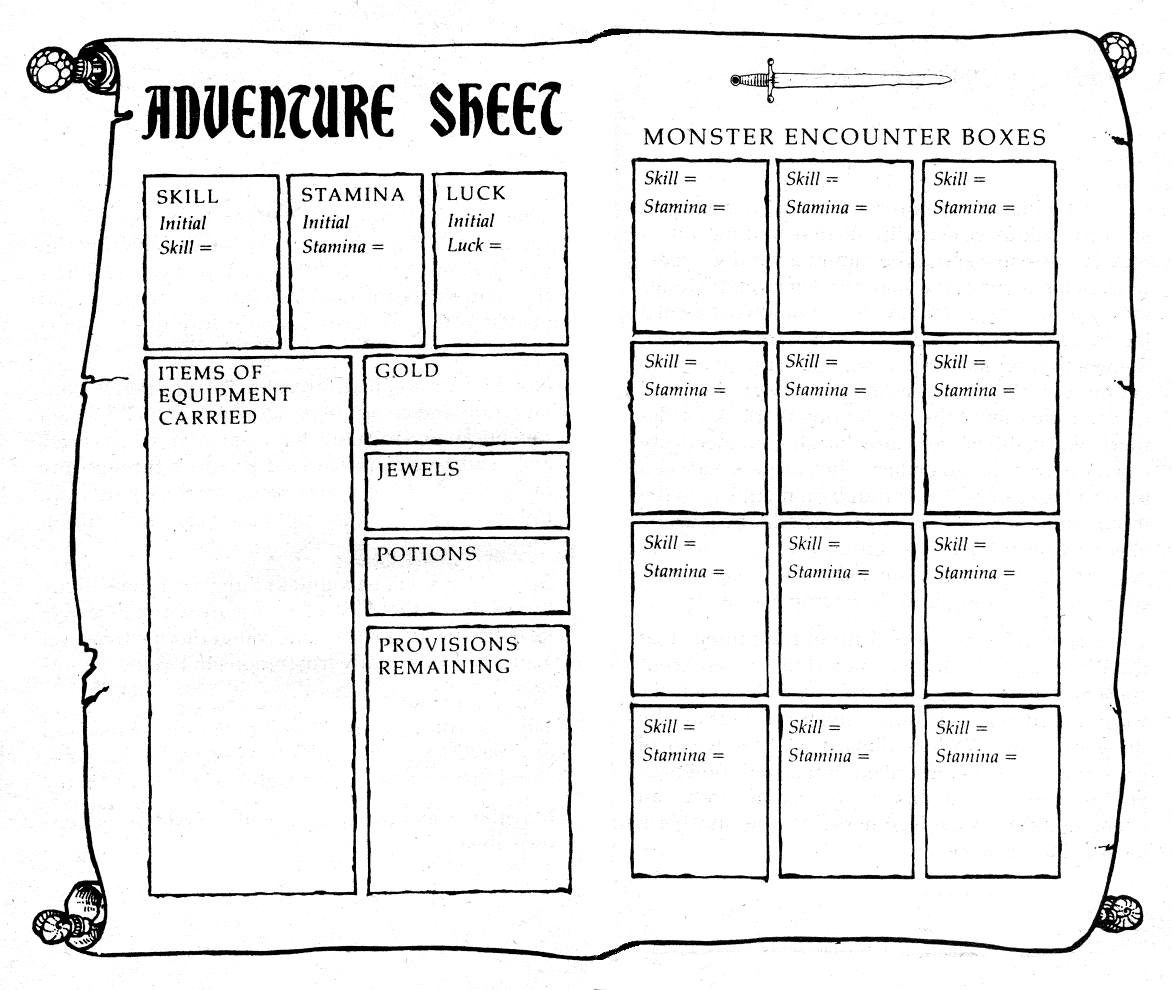 ADVENTURE SHEET
SKILL
Initial
Skill =
STAMINA
Initial
Stamina =
LUCK
Initial
Luck =
ITEMS OF
EQUIPMENT
CARRIED
GOLD
JEWELS
POTIONS
PROVISIONS
REMAINING
MONSTER ENCOUNTER BOXES
Skill =
Stamina =
Skill =
Stamina =
Skill =
Stamina =
Skill =
Stamina =
Skill =
Stamina =
Skill =
Stamina =
Skill =
Stamina =
Skill =
Stamina =
Skill =
Stamina =
Skill =
Stamina =
Skill =
Stamina =
Skill =
Stamina =